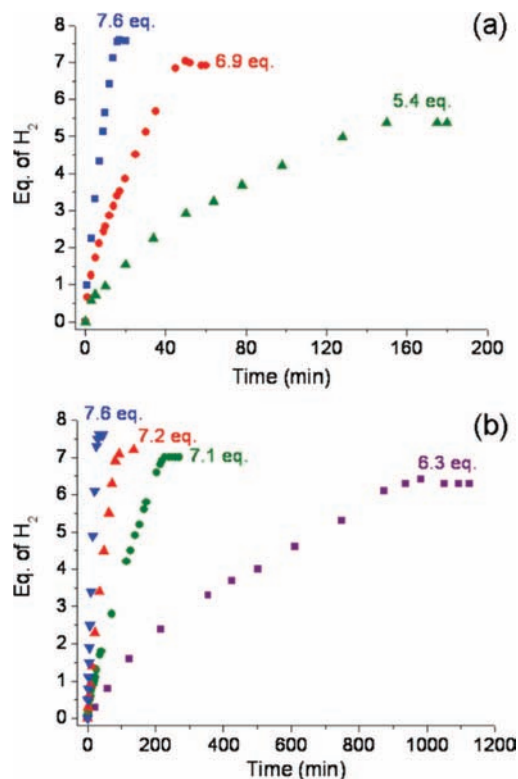 (a)
7.6 eq.
6.9 eq.
5.4 eq.
Eq. of H₂
8
7
6
5
4
3
2
1
0
0 40 80 120 160 200
Time (min)
(b)
7.6 eq.
7.2 eq.
7.1 eq.
6.3 eq.
Eq. of H₂
8
7
6
5
4
3
2
1
0
0 200 400 600 800 1000 1200
Time (min)